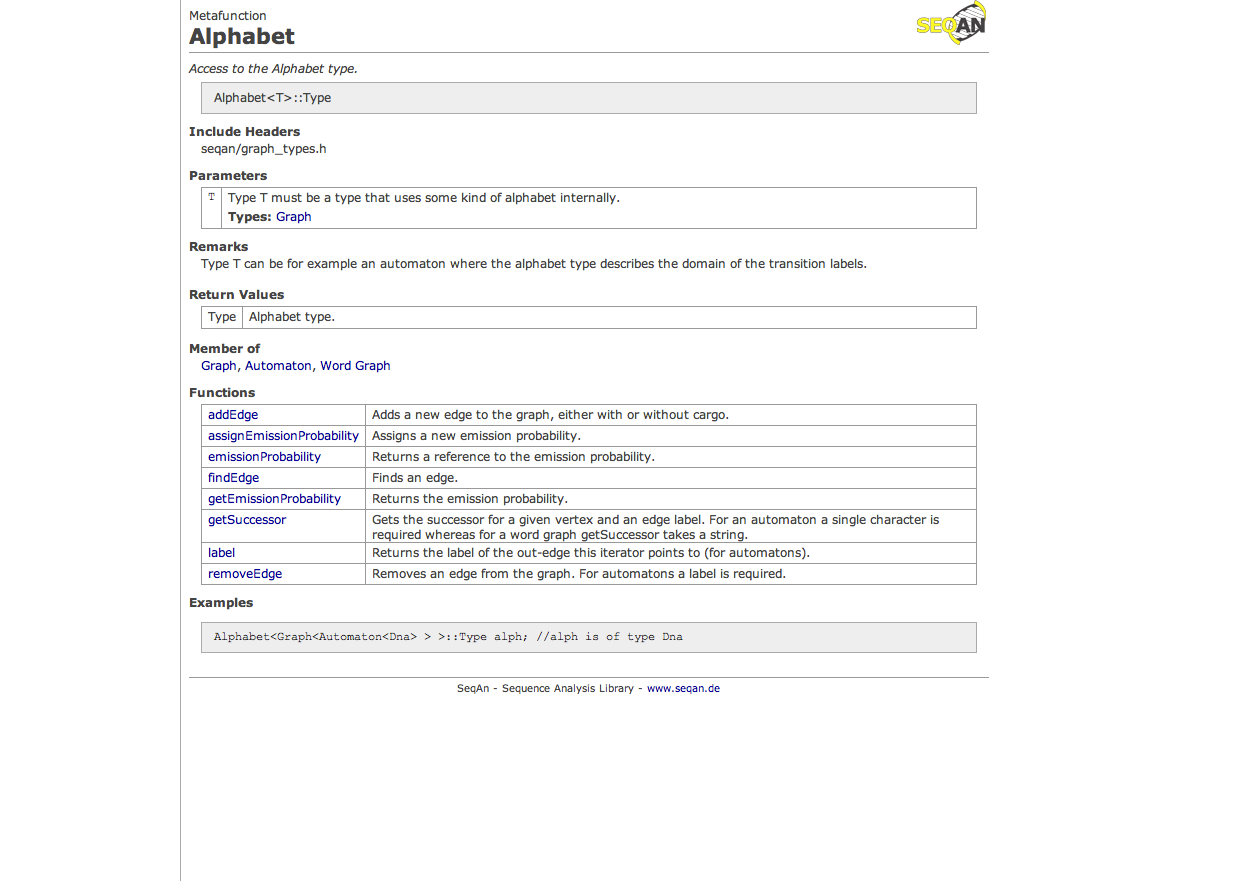 Metafunction
Alphabet
SEQAN
Access to the Alphabet type.
Alphabet<T>::Type
Include Headers
seqan/graph_types.h
Parameters
T Type T must be a type that uses some kind of alphabet internally.
Types: Graph
Remarks
Type T can be for example an automaton where the alphabet type describes the domain of the transition labels.
Return Values
Type Alphabet type.
Member of
Graph, Automaton, Word Graph
Functions
addEdge Adds a new edge to the graph, either with or without cargo.
assignEmissionProbability Assigns a new emission probability.
emissionProbability Returns a reference to the emission probability.
findEdge Finds an edge.
getEmissionProbability Returns the emission probability.
getSuccessor Gets the successor for a given vertex and an edge label. For an automaton a single character is
required whereas for a word graph getSuccessor takes a string.
label Returns the label of the out-edge this iterator points to (for automatons).
removeEdge Removes an edge from the graph. For automatons a label is required.
Examples
Alphabet<Graph<Automaton<Dna> > >::Type alph; //alph is of type Dna
SeqAn - Sequence Analysis Library - www.seqan.de